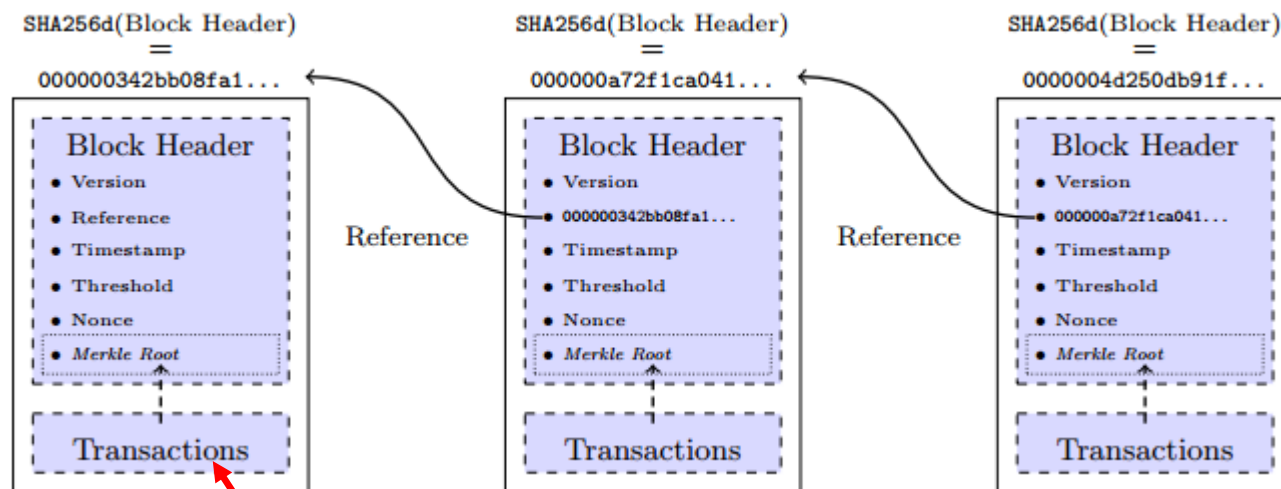 SHA256d(Block Header)
=
000000342bb08fa1...
Block Header
• Version
• Reference
• Timestamp
• Threshold
• Nonce
• Merkle Root
Transactions
Reference
SHA256d(Block Header)
=
000000a72f1ca041...
Block Header
• Version
• 000000342bb08fa1...
• Timestamp
• Threshold
• Nonce
• Merkle Root
Transactions
Reference
SHA256d(Block Header)
=
0000004d250db91f...
Block Header
• Version
• 000000a72f1ca041...
• Timestamp
• Threshold
• Nonce
• Merkle Root
Transactions